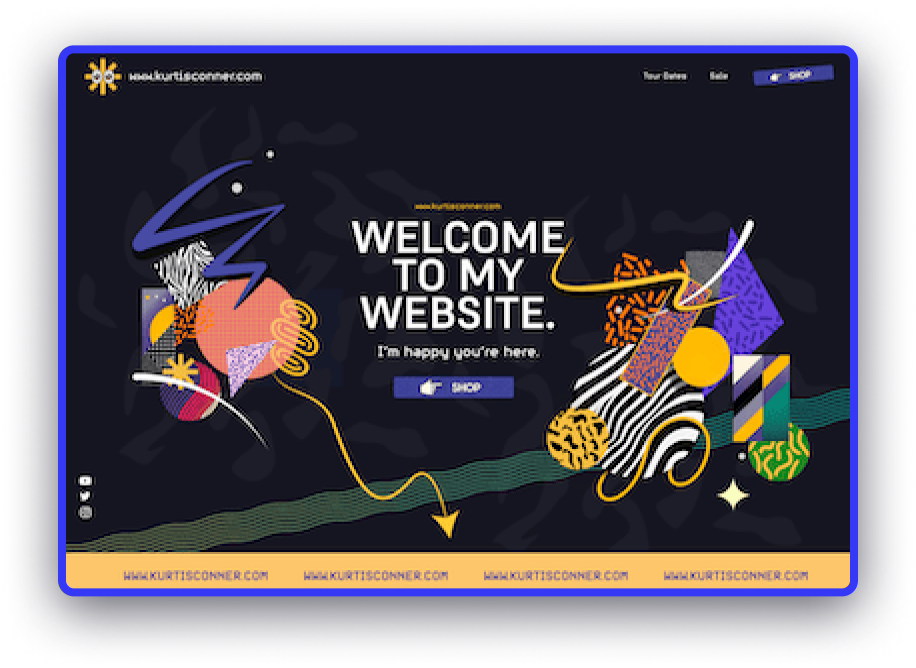 www.kurtisconner.com
Tour Dates Sale SHOP
www.kurtisconner.com
WELCOME
TO MY
WEBSITE.
I'm happy you're here.
SHOP
WWW.KURTISCONNER.COM WWW.KURTISCONNER.COM WWW.KURTISCONNER.COM WWW.KURTISCONNER.COM